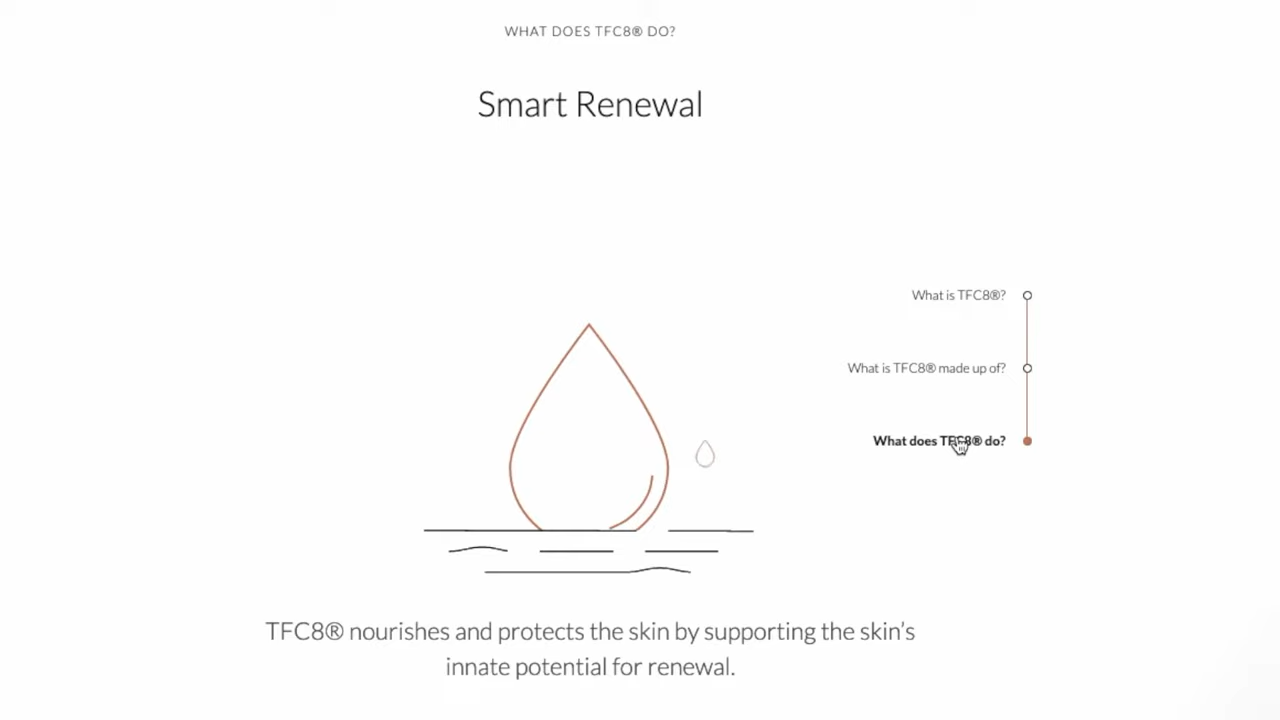 WHAT DOES TFC8® DO?
Smart Renewal
What is TFC8®?
What is TFC8® made up of?
What does TFC8® do?
TFC8® nourishes and protects the skin by supporting the skin’s
innate potential for renewal.